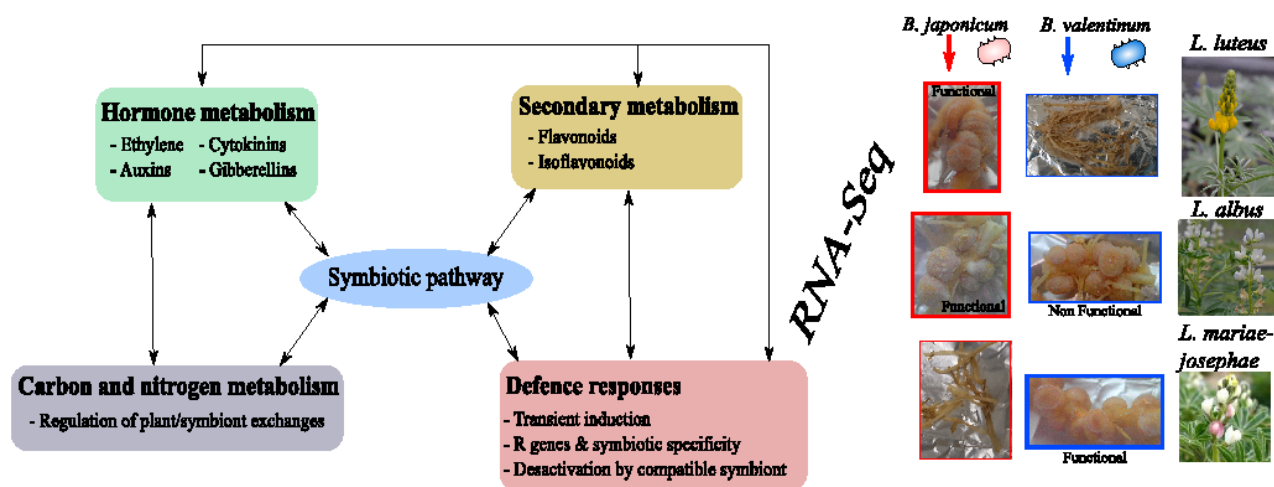 Hormone metabolism
- Ethylene - Cytokinins
- Auxins - Gibberellins
Secondary metabolism
- Flavonoids
- Isoflavonoids
Symbiotic pathway
Carbon and nitrogen metabolism
- Regulation of plant/symbiont exchanges
Defence responses
- Transient induction
- R genes & symbiotic specificity
- Desactivation by compatible symbiont
RNA-Seq
B. japonicum
B. valentinum
L. luteus
Functional
L. albus
Functional
Non Functional
L. mariae-
josephae
Functional